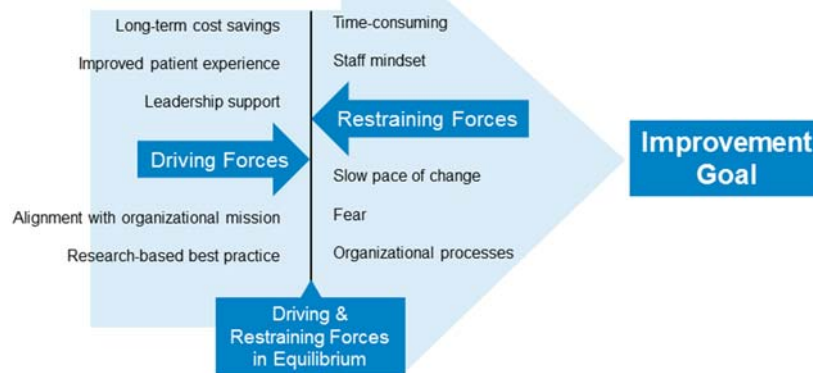 Long-term cost savings
Improved patient experience
Leadership support
Driving Forces
Alignment with organizational mission
Research-based best practice
Time-consuming
Staff mindset
Restraining Forces
Slow pace of change
Fear
Organizational processes
Driving &
Restraining Forces
in Equilibrium
Improvement
Goal